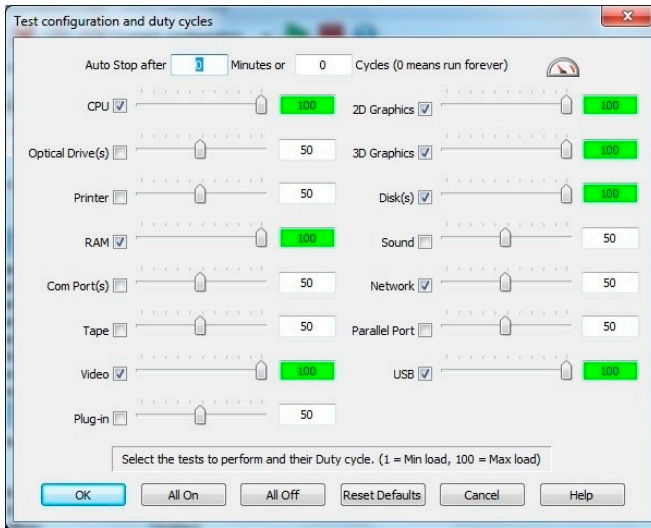 Test configuration and duty cycles
Auto Stop after 0 Minutes or 0 Cycles (0 means run forever)
CPU 100 2D Graphics 100
Optical Drive(s) 50 3D Graphics 100
Printer 50 Disk(s) 100
RAM 100 Sound 50
Com Port(s) 50 Network 50
Tape 50 Parallel Port 50
Video 100 USB 100
Plug-in 50
Select the tests to perform and their Duty cycle. (1 = Min load, 100 = Max load)
OK All On All Off Reset Defaults Cancel Help